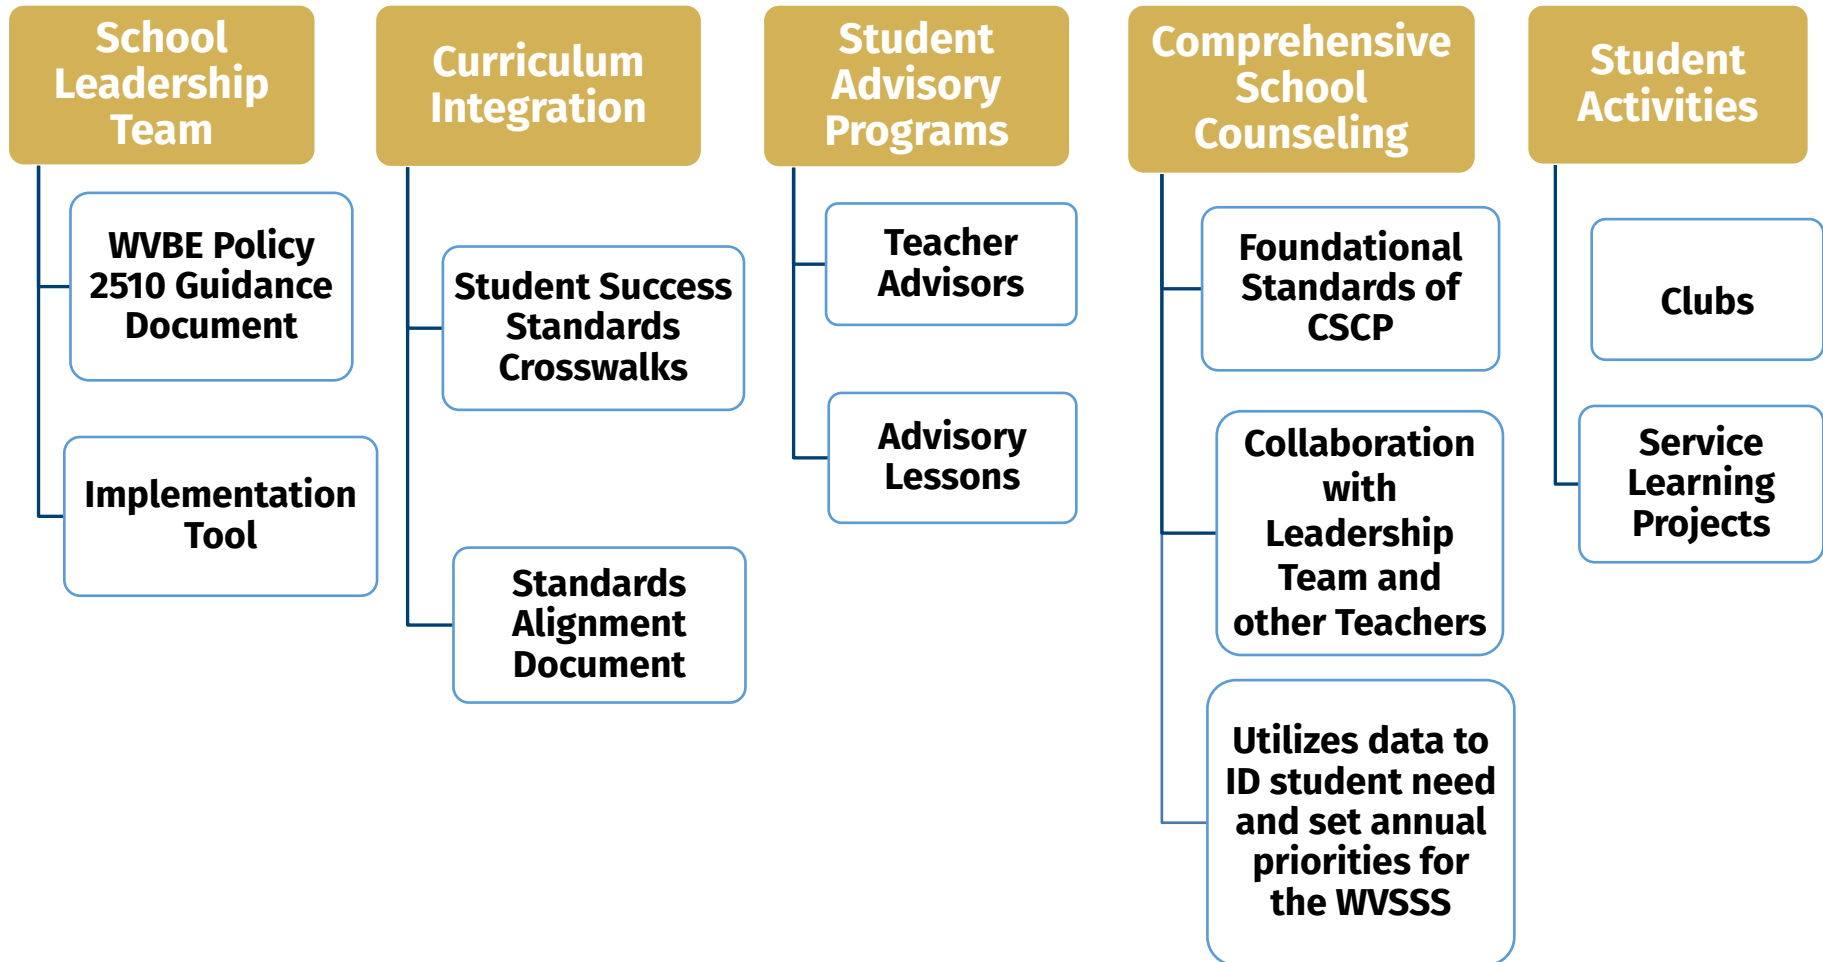 School
Leadership
Team
WVBE Policy
2510 Guidance
Document
Implementation
Tool
Curriculum
Integration
Student Success
Standards
Crosswalks
Standards
Alignment
Document
Student
Advisory
Programs
Teacher
Advisors
Advisory
Lessons
Comprehensive
School
Counseling
Foundational
Standards of
CSCP
Collaboration
with
Leadership
Team and
other Teachers
Utilizes data to
ID student need
and set annual
priorities for
the WVSSS
Student
Activities
Clubs
Service
Learning
Projects